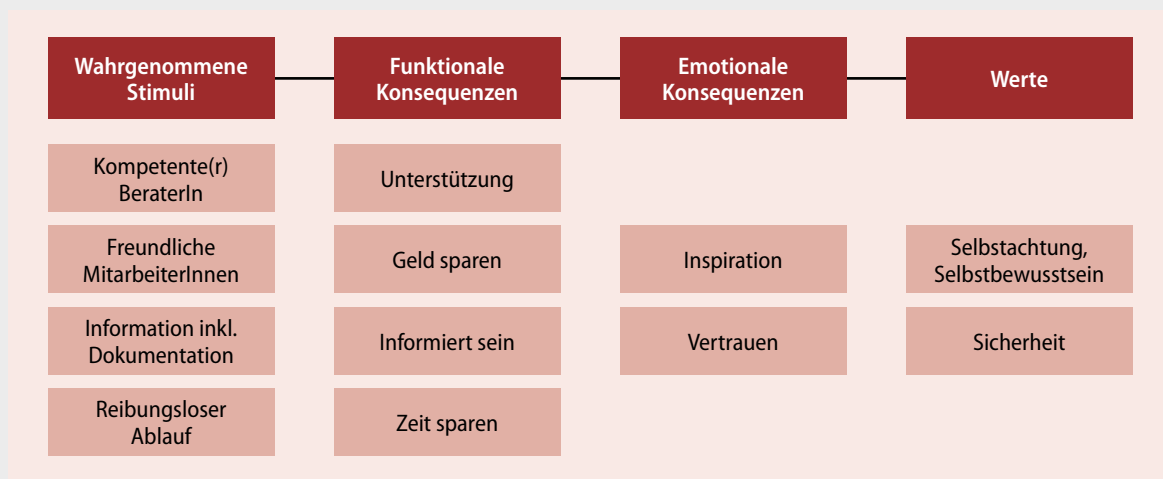 Wahrgenommene
Stimuli
Funktionale
Konsequenzen
Emotionale
Konsequenzen
Werte
Kompetente(r)
BeraterIn
Unterstützung
Freundliche
MitarbeiterInnen
Geld sparen
Inspiration
Selbstachtung,
Selbstbewusstsein
Information inkl.
Dokumentation
Informiert sein
Vertrauen
Sicherheit
Reibungsloser
Ablauf
Zeit sparen